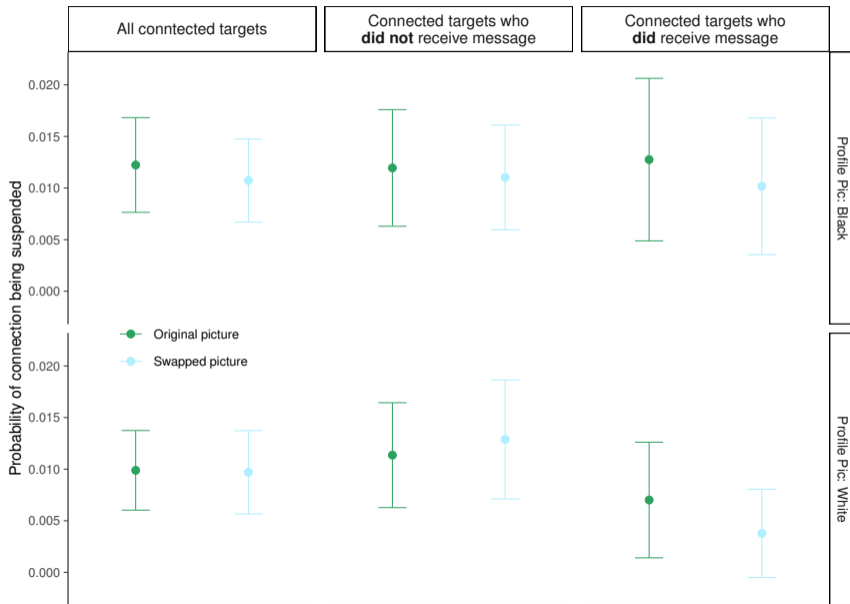 All conntected targets
Connected targets who
did not receive message
Connected targets who
did receive message
Probability of connection being suspended
0.020
0.015
0.010
0.005
0.000
Profile Pic: Black
Original picture
Swapped picture
0.020
0.015
0.010
0.005
0.000
Profile Pic: White